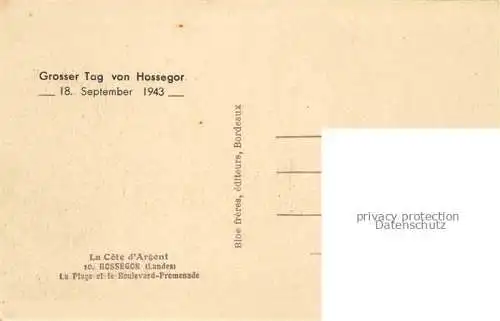 Grosser Tag von Hossegor
18. September 1943
Bloc frères, éditeurs, Bordeaux
privacy protection
Datenschutz
La Côte d'Argent
10. HOSSEGOR (Landes)
La Plage et le Boulevard-Promenade